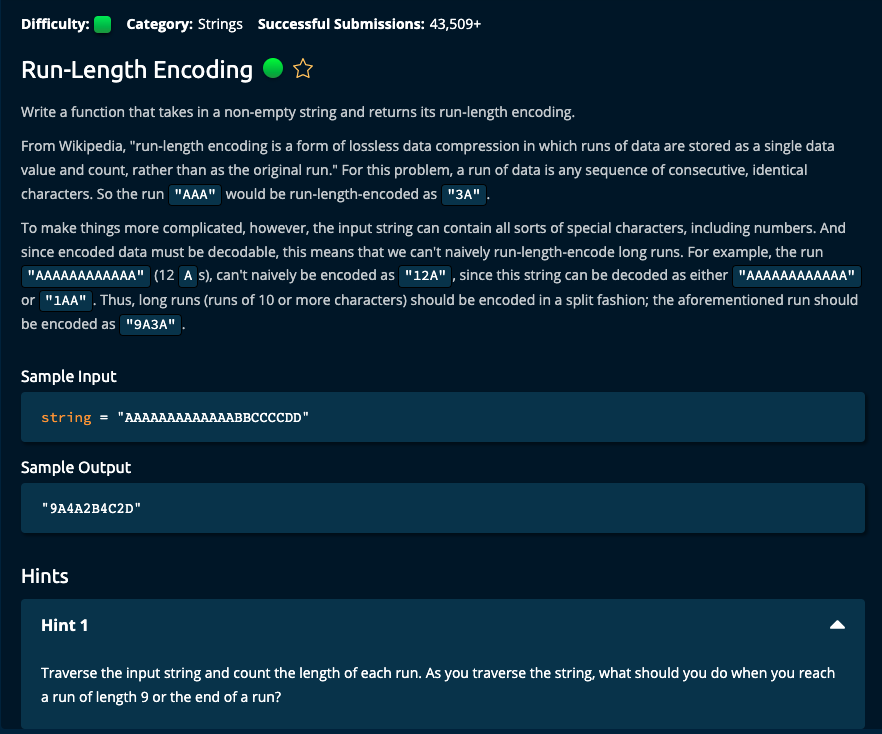 Difficulty: Category: Strings Successful Submissions: 43,509+
Run-Length Encoding
Write a function that takes in a non-empty string and returns its run-length encoding.
From Wikipedia, "run-length encoding is a form of lossless data compression in which runs of data are stored as a single data
value and count, rather than as the original run." For this problem, a run of data is any sequence of consecutive, identical
characters. So the run "AAA" would be run-length-encoded as "3A".
To make things more complicated, however, the input string can contain all sorts of special characters, including numbers. And
since encoded data must be decodable, this means that we can't naively run-length-encode long runs. For example, the run
"AAAAAAAAAAAA" (12 A s), can't naively be encoded as "12A", since this string can be decoded as either "AAAAAAAAAAAA"
or "1AA". Thus, long runs (runs of 10 or more characters) should be encoded in a split fashion; the aforementioned run should
be encoded as "9A3A".
Sample Input
string = "AAAAAAAAAAAAABBCCCCDD"
Sample Output
"9A4A2B4C2D"
Hints
Hint 1
Traverse the input string and count the length of each run. As you traverse the string, what should you do when you reach
a run of length 9 or the end of a run?